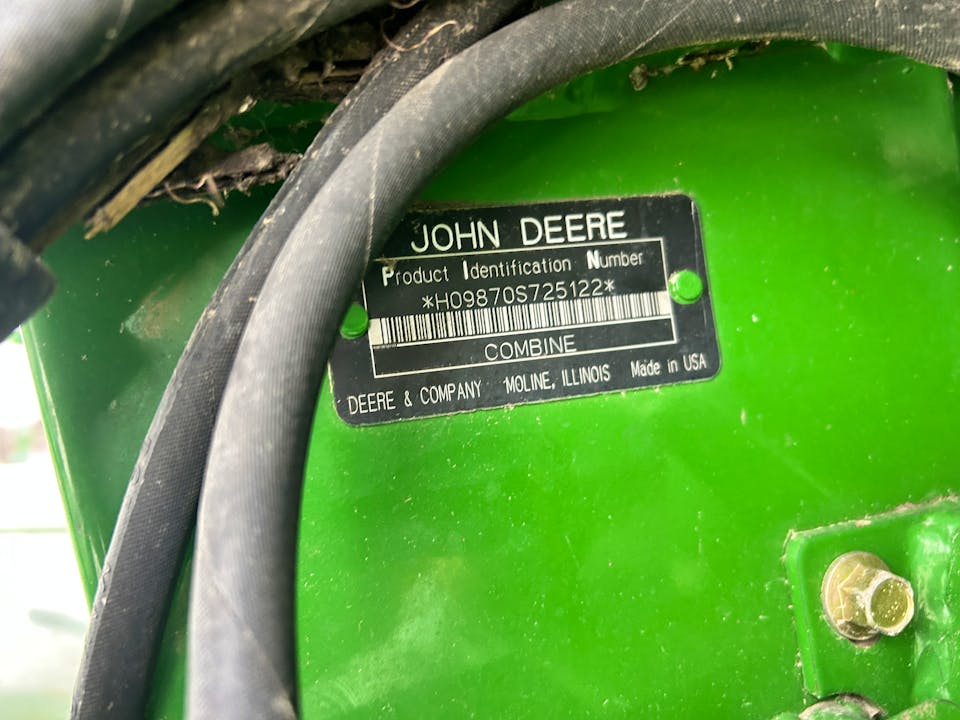 JOHN DEERE
Product Identification Number
*H09870S725122*
COMBINE
DEERE & COMPANY MOLINE, ILLINOIS Made in USA